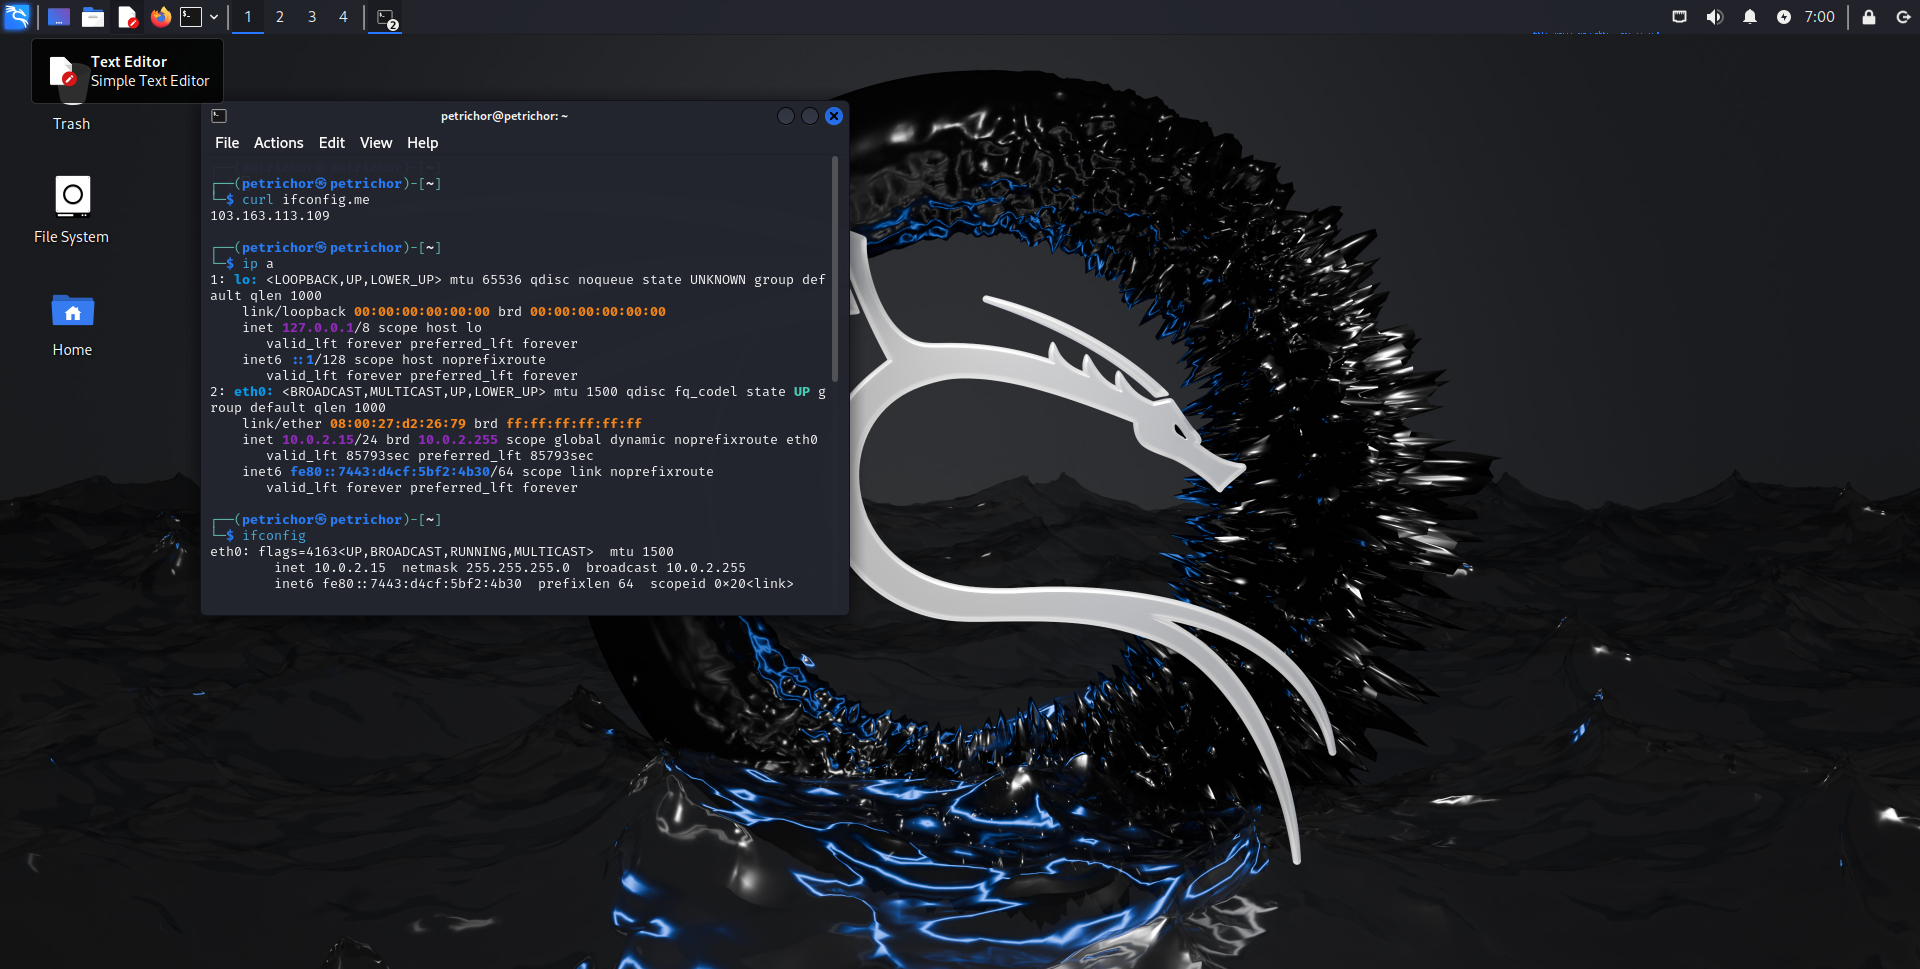 1 2 3 4 2 7:00
Text Editor
Simple Text Editor
Trash
File System
Home
petrichor@petrichor: ~
File Actions Edit View Help
┌──(petrichor㉿petrichor)-[~]
└─$ curl ifconfig.me
103.163.113.109
┌──(petrichor㉿petrichor)-[~]
└─$ ip a
1: lo: <LOOPBACK,UP,LOWER_UP> mtu 65536 qdisc noqueue state UNKNOWN group def
ault qlen 1000
    link/loopback 00:00:00:00:00:00 brd 00:00:00:00:00:00
    inet 127.0.0.1/8 scope host lo
       valid_lft forever preferred_lft forever
    inet6 ::1/128 scope host noprefixroute
       valid_lft forever preferred_lft forever
2: eth0: <BROADCAST,MULTICAST,UP,LOWER_UP> mtu 1500 qdisc fq_codel state UP g
roup default qlen 1000
    link/ether 08:00:27:d2:26:79 brd ff:ff:ff:ff:ff:ff
    inet 10.0.2.15/24 brd 10.0.2.255 scope global dynamic noprefixroute eth0
       valid_lft 85793sec preferred_lft 85793sec
    inet6 fe80::7443:d4cf:5bf2:4b30/64 scope link noprefixroute
       valid_lft forever preferred_lft forever
┌──(petrichor㉿petrichor)-[~]
└─$ ifconfig
eth0: flags=4163<UP,BROADCAST,RUNNING,MULTICAST>  mtu 1500
        inet 10.0.2.15  netmask 255.255.255.0  broadcast 10.0.2.255
        inet6 fe80::7443:d4cf:5bf2:4b30  prefixlen 64  scopeid 0×20<link>